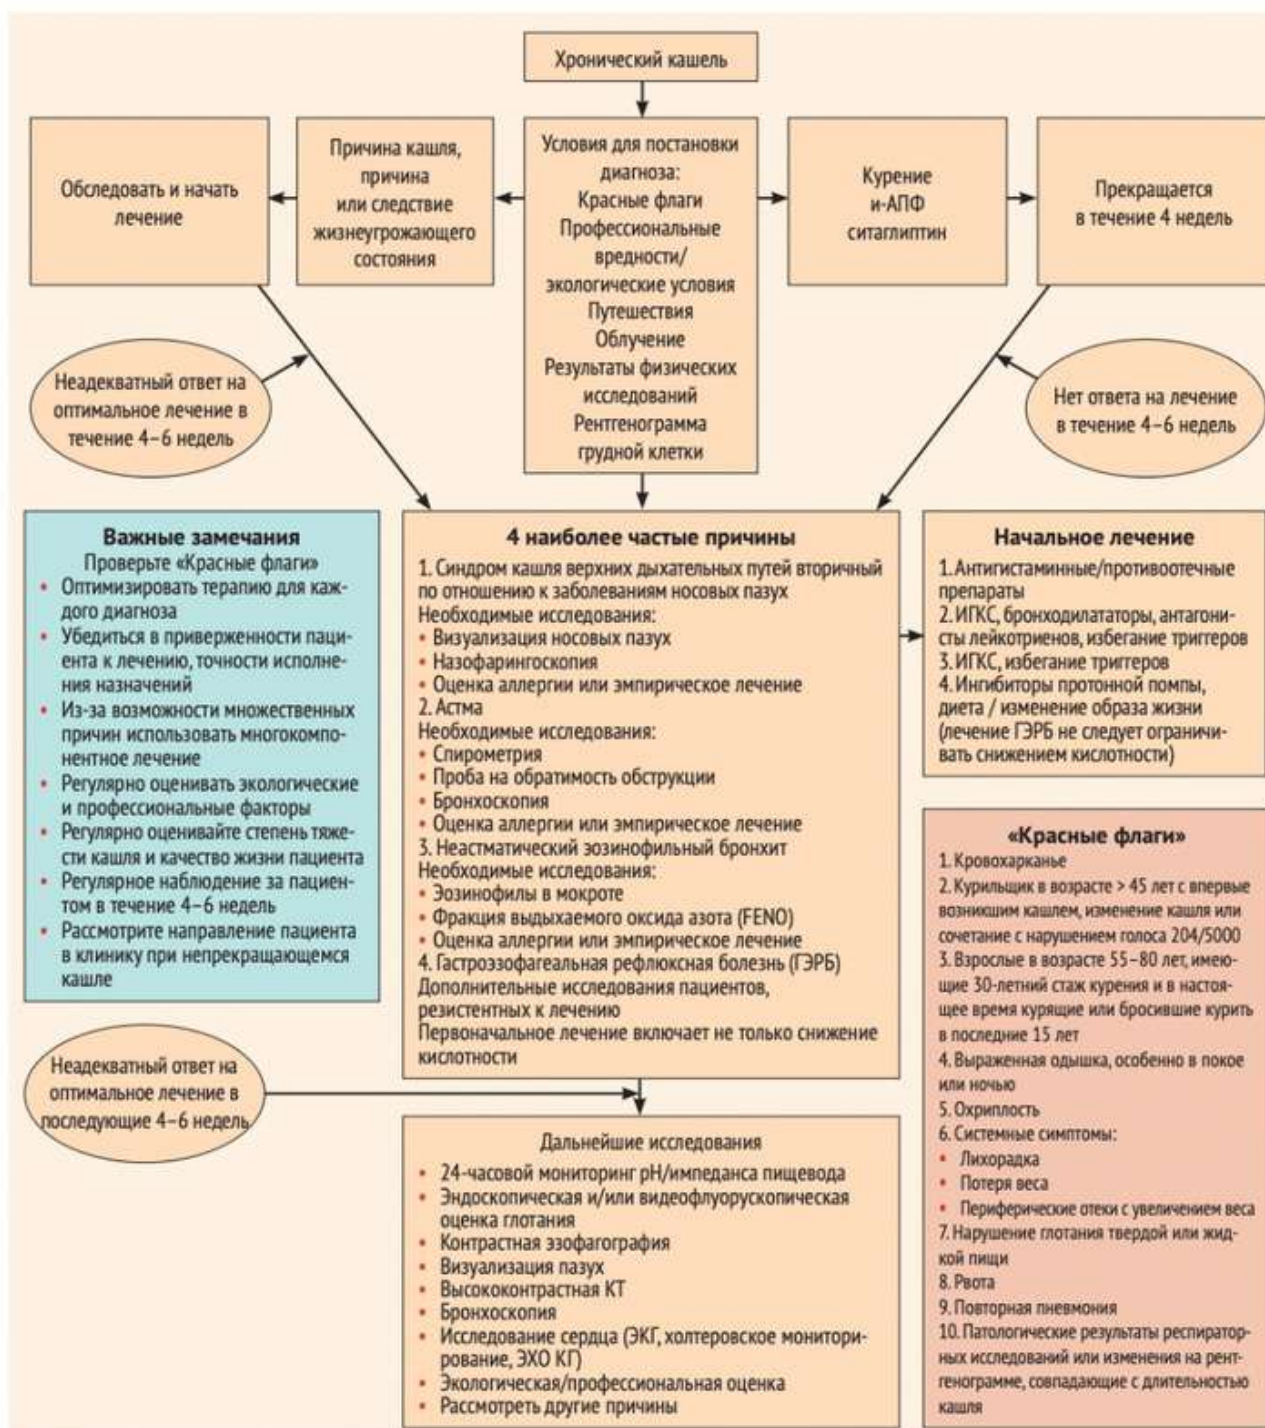 Хронический кашель
Обследовать и начать
лечение
Причина кашля,
причина
или следствие
жизнеугрожающего
состояния
Условия для постановки
диагноза:
Красные флаги
Профессиональные
вредности/
экологические условия
Путешествия
Облучение
Результаты физических
исследований
Рентгенограмма
грудной клетки
Курение
и-АПФ
ситаглиптин
Прекращается
в течение 4 недель
Неадекватный ответ на
оптимальное лечение в
течение 4–6 недель
Нет ответа на лечение
в течение 4–6 недель
Важные замечания
Проверьте «Красные флаги»
• Оптимизировать терапию для каж-
дого диагноза
• Убедиться в приверженности паци-
ента к лечению, точности исполне-
ния назначений
• Из-за возможности множественных
причин использовать многокомпо-
нентное лечение
• Регулярно оценивать экологические
и профессиональные факторы
• Регулярно оценивайте степень тяже-
сти кашля и качество жизни пациента
• Регулярное наблюдение за пациен-
том в течение 4–6 недель
• Рассмотрите направление пациента
в клинику при непрекращающемся
кашле
4 наиболее частые причины
1. Синдром кашля верхних дыхательных путей вторичный
по отношению к заболеваниям носовых пазух
Необходимые исследования:
• Визуализация носовых пазух
• Назофарингоскопия
• Оценка аллергии или эмпирическое лечение
2. Астма
Необходимые исследования:
• Спирометрия
• Проба на обратимость обструкции
• Бронхоскопия
• Оценка аллергии или эмпирическое лечение
3. Неастматический эозинофильный бронхит
Необходимые исследования:
• Эозинофилы в мокроте
• Фракция выдыхаемого оксида азота (FENO)
• Оценка аллергии или эмпирическое лечение
4. Гастроэзофагеальная рефлюксная болезнь (ГЭРБ)
Дополнительные исследования пациентов,
резистентных к лечению
Первоначальное лечение включает не только снижение
кислотности
Начальное лечение
1. Антигистаминные/противоотечные
препараты
2. ИГКС, бронходилататоры, антагони-
сты лейкотриенов, избегание триггеров
3. ИГКС, избегание триггеров
4. Ингибиторы протонной помпы,
диета / изменение образа жизни
(лечение ГЭРБ не следует ограничи-
вать снижением кислотности)
«Красные флаги»
1. Кровохарканье
2. Курильщик в возрасте > 45 лет с впервые
возникшим кашлем, изменение кашля или
сочетание с нарушением голоса 204/5000
3. Взрослые в возрасте 55–80 лет, имею-
щие 30-летний стаж курения и в настоя-
щее время курящие или бросившие курить
в последние 15 лет
4. Выраженная одышка, особенно в покое
или ночью
5. Охриплость
6. Системные симптомы:
• Лихорадка
• Потеря веса
• Периферические отеки с увеличением веса
7. Нарушение глотания твердой или жид-
кой пищи
8. Рвота
9. Повторная пневмония
10. Патологические результаты респиратор-
ных исследований или изменения на рент-
генограмме, совпадающие с длительностью
кашля
Неадекватный ответ на
оптимальное лечение в
последующие 4–6 недель
Дальнейшие исследования
• 24-часовой мониторинг pH/импеданса пищевода
• Эндоскопическая и/или видеофлуорускопическая
оценка глотания
• Контрастная эзофагография
• Визуализация пазух
• Высококонтрастная КТ
• Бронхоскопия
• Исследование сердца (ЭКГ, холтеровское монитори-
рование, ЭХО КГ)
• Экологическая/профессиональная оценка
• Рассмотреть другие причины